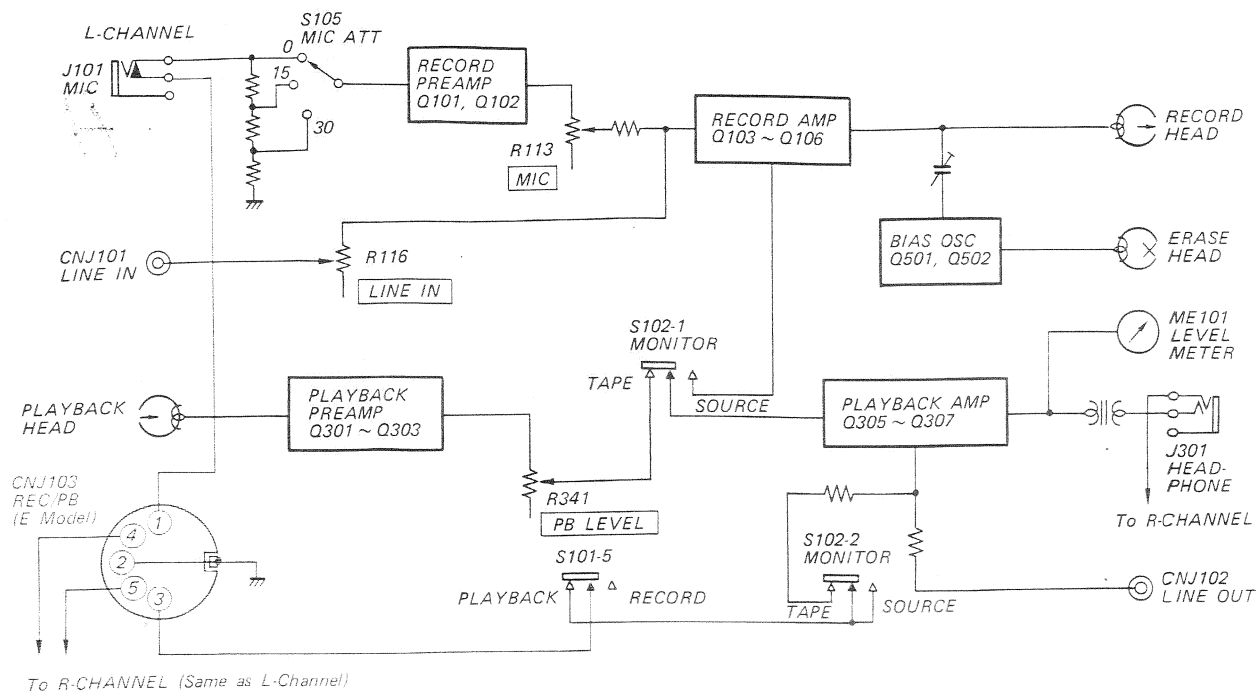 L-CHANNEL
J101
MIC
S105
MIC ATT
0
15
30
RECORD
PREAMP
Q101, Q102
R113
MIC
RECORD AMP
Q103 ~ Q106
RECORD
HEAD
CNJ101
LINE IN
R116
LINE IN
BIAS OSC
Q501, Q502
ERASE
HEAD
S102-1
MONITOR
TAPE
SOURCE
ME101
LEVEL
METER
PLAYBACK
HEAD
PLAYBACK
PREAMP
Q301 ~ Q303
R341
PB LEVEL
PLAYBACK AMP
Q305 ~ Q307
J301
HEAD-
PHONE
To R-CHANNEL
CNJ103
REC/PB
(E Model)
1
4
2
5
3
S101-5
PLAYBACK
RECORD
S102-2
MONITOR
TAPE
SOURCE
CNJ102
LINE OUT
To R-CHANNEL (Same as L-Channel)